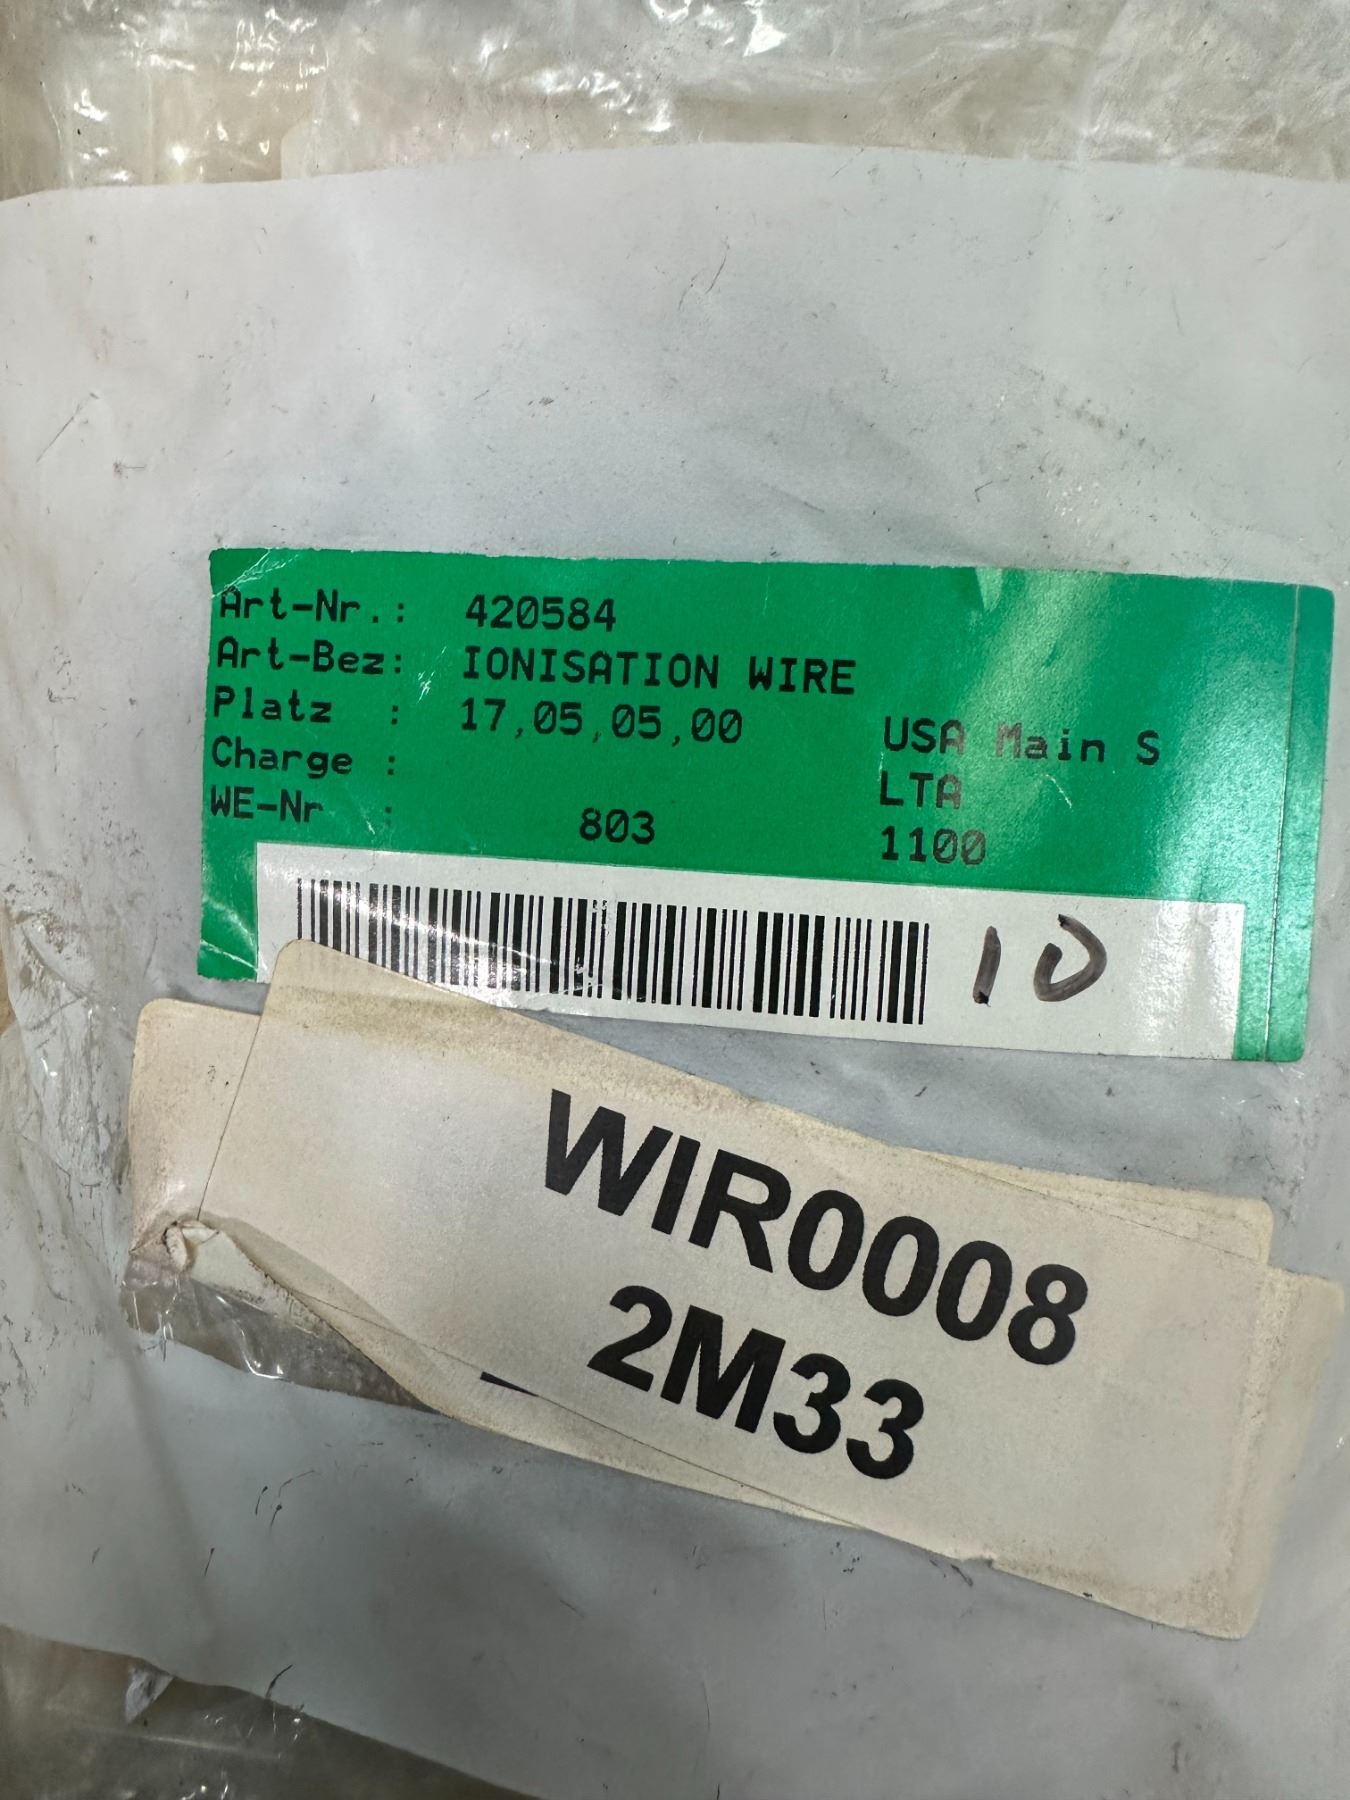 Art-Nr.: 420584
Art-Bez: IONISATION WIRE
Platz : 17,05,05,00 USA Main S
Charge : LTA
WE-Nr : 803 1100
10
WIR0008
2M33